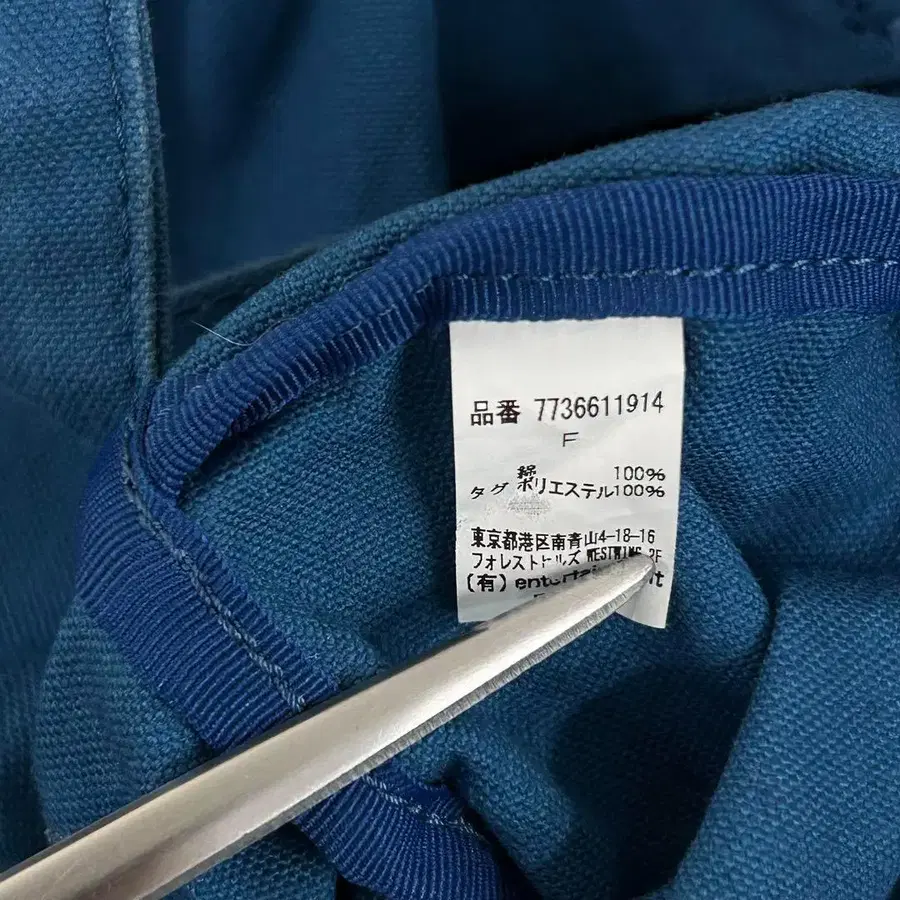 品番 7736611914
F
綿 100%
タグ ポリエステル100%
東京都港区南青山4-18-16
フォレストヒルズ WESTWING 2F
(有)